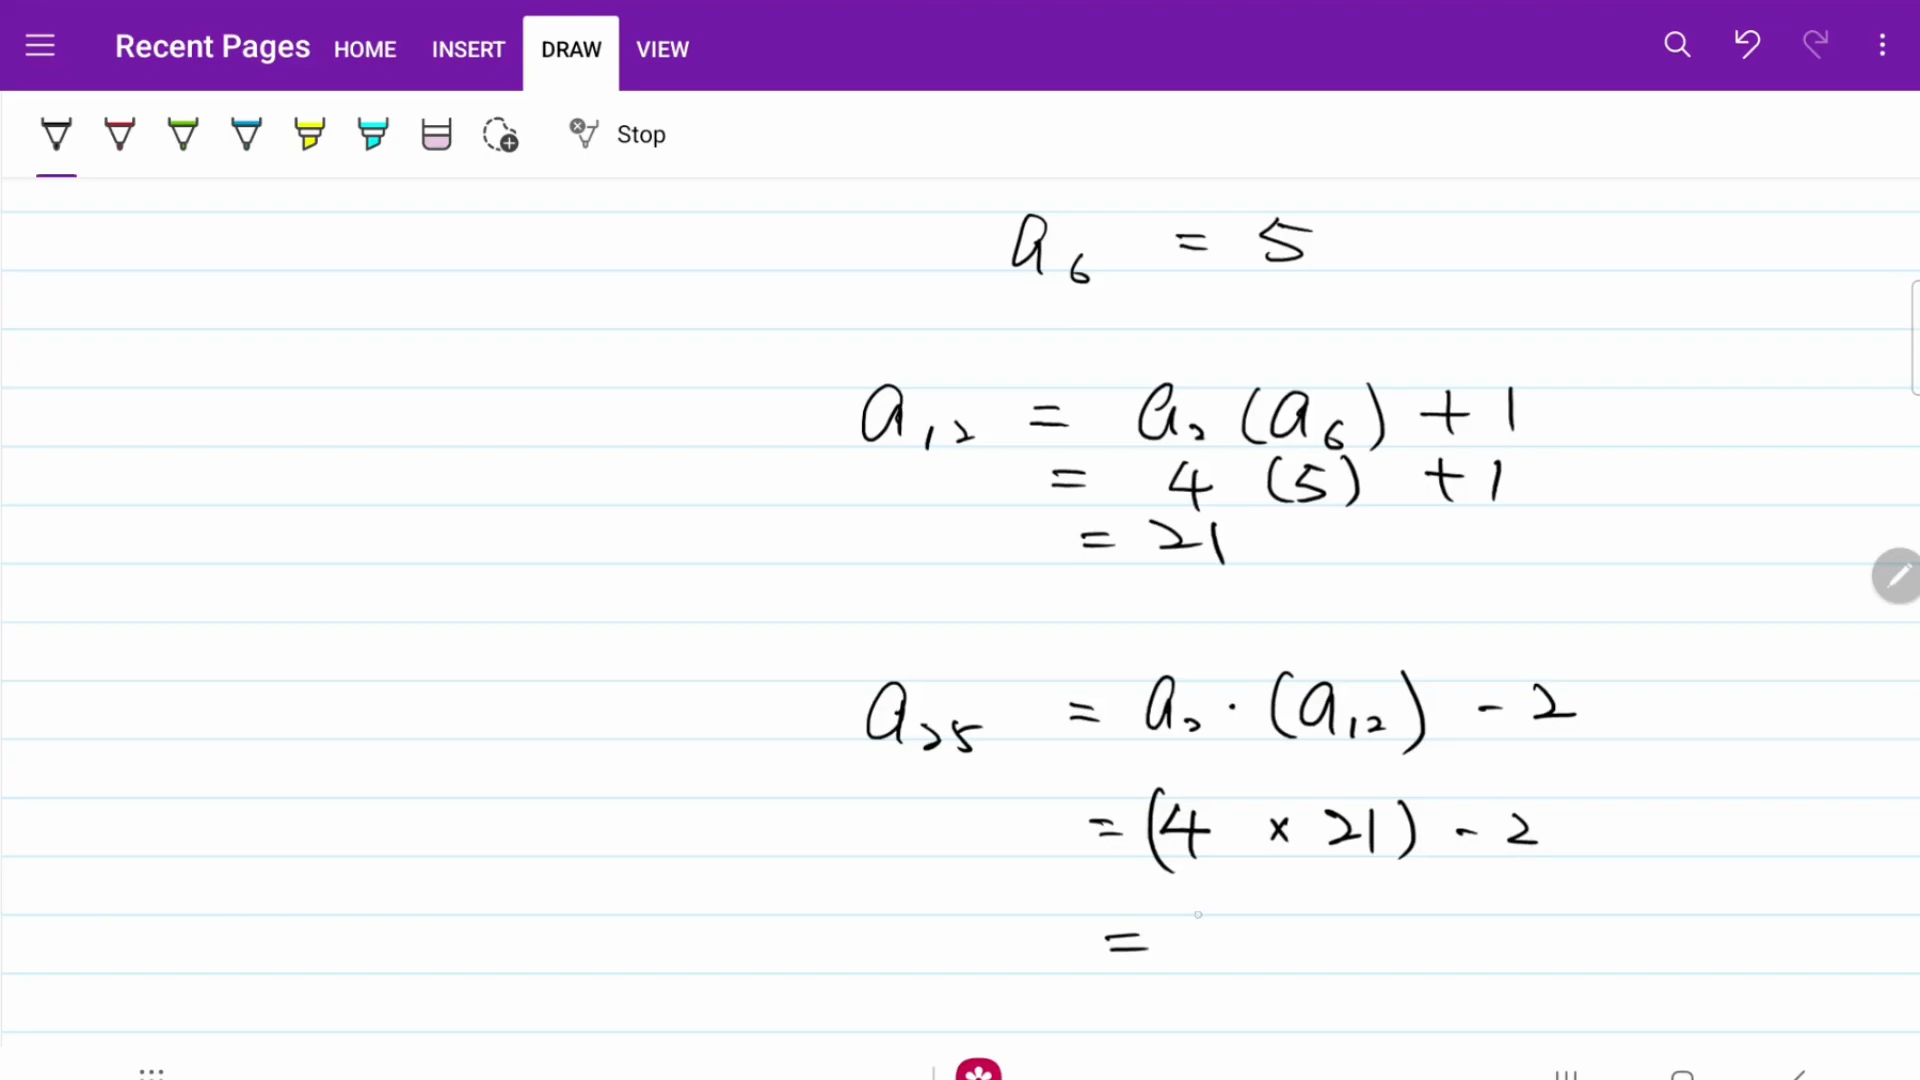 Recent Pages HOME INSERT DRAW VIEW
Stop
a₆ = 5
a₁₂ = a₂ (a₆) + 1
= 4 (5) + 1
= 21
a₂₅ = a₂ · (a₁₂) - 2
= (4 × 21) - 2
=